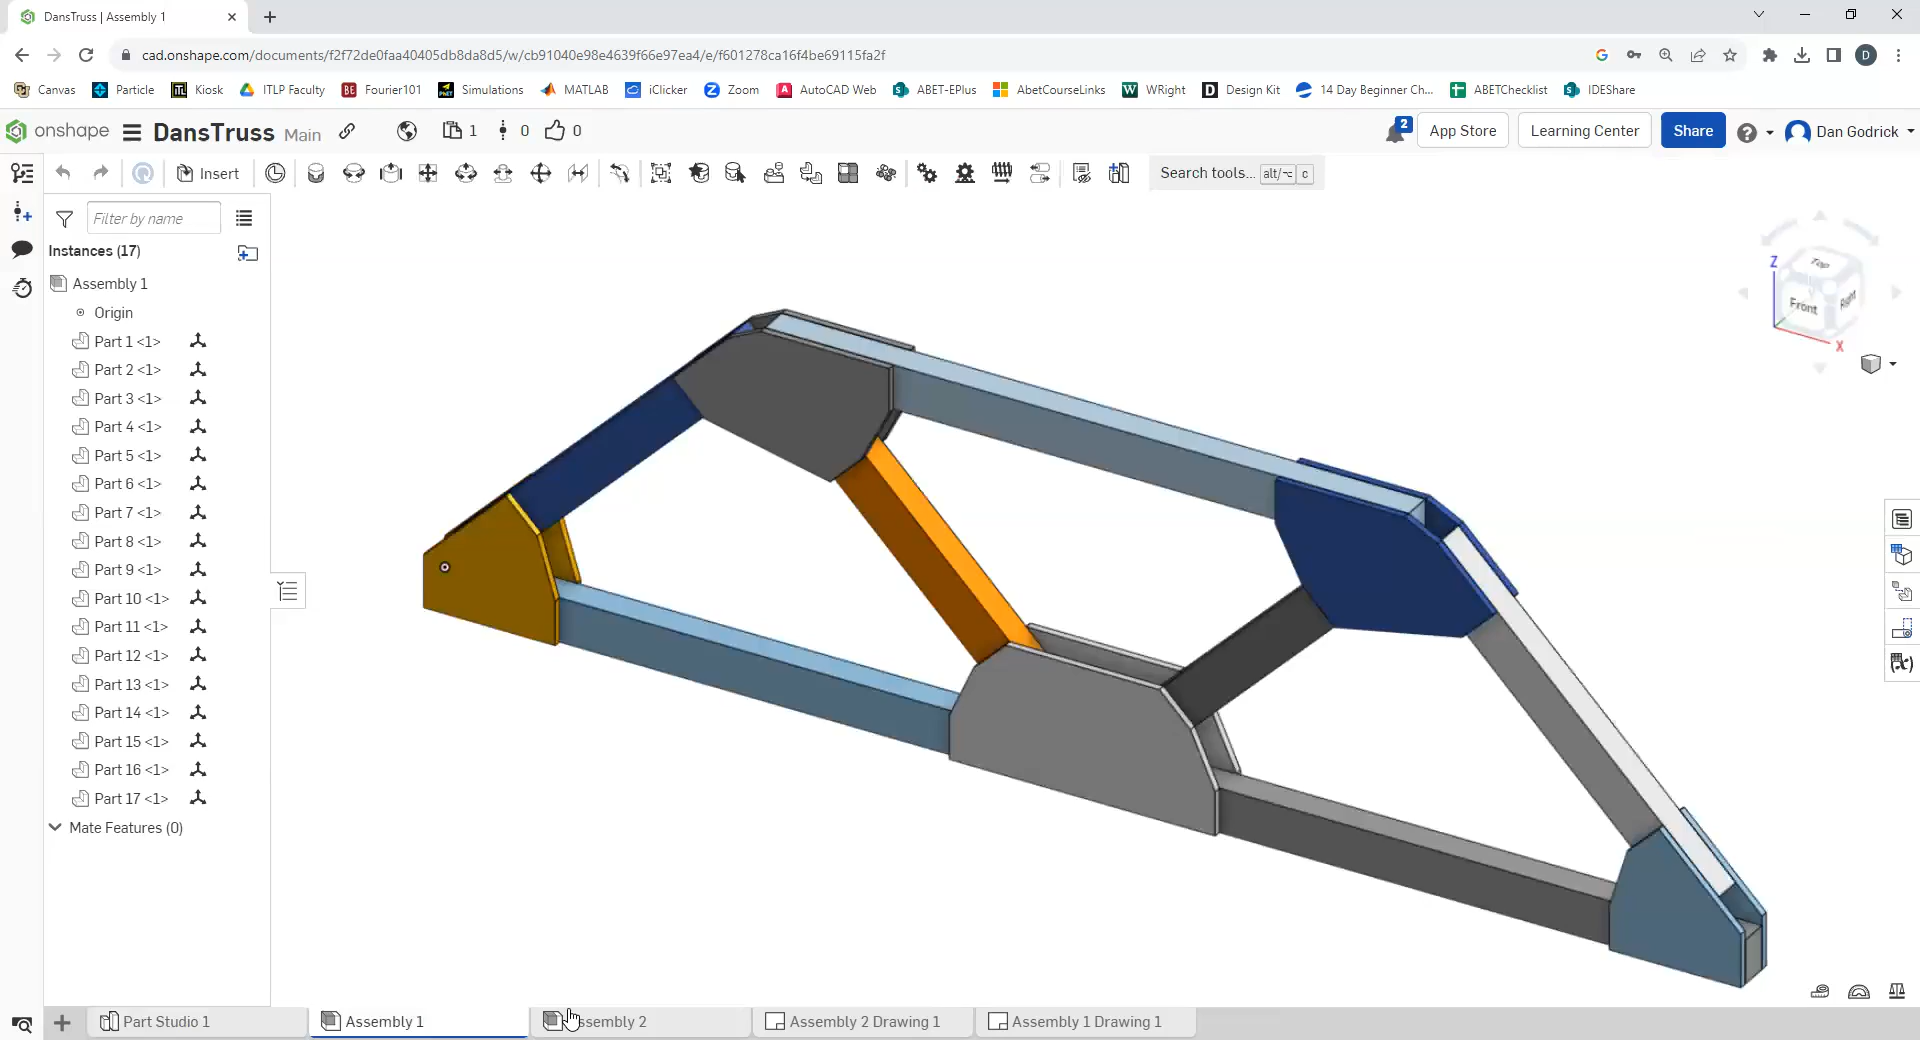 DansTruss | Assembly 1
cad.onshape.com/documents/f2f72de0faa40405db8da8d5/w/cb91040e98e4639f66e97ea4/e/f601278ca16f4be69115fa2f
D
Canvas Particle Kiosk ITLP Faculty Fourier101 Simulations MATLAB iClicker Zoom AutoCAD Web ABET-EPlus AbetCourseLinks WRight Design Kit 14 Day Beginner Ch... ABETChecklist IDEShare
onshape DansTruss Main 1 0 0 2 App Store Learning Center Share Dan Godrick
Insert Search tools... alt/⌥ c
Filter by name
Instances (17)
Assembly 1
Origin
Part 1 <1>
Part 2 <1>
Part 3 <1>
Part 4 <1>
Part 5 <1>
Part 6 <1>
Part 7 <1>
Part 8 <1>
Part 9 <1>
Part 10 <1>
Part 11 <1>
Part 12 <1>
Part 13 <1>
Part 14 <1>
Part 15 <1>
Part 16 <1>
Part 17 <1>
Mate Features (0)
Z
Top
Front
Right
X
Part Studio 1 Assembly 1 ssembly 2 Assembly 2 Drawing 1 Assembly 1 Drawing 1